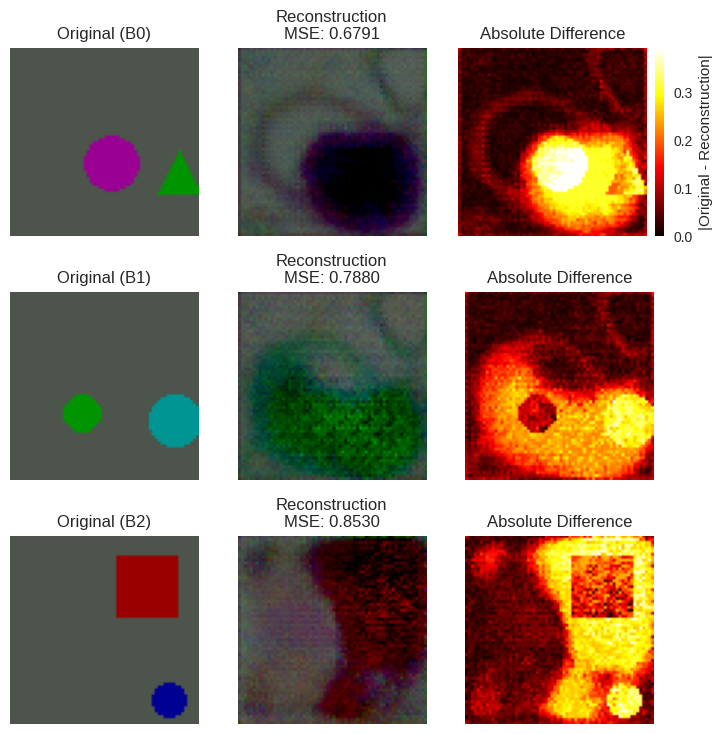 Original (B0)
Reconstruction
MSE: 0.6791
Absolute Difference
0.3
0.2
0.1
0.0
|Original - Reconstruction|
Original (B1)
Reconstruction
MSE: 0.7880
Absolute Difference
Original (B2)
Reconstruction
MSE: 0.8530
Absolute Difference